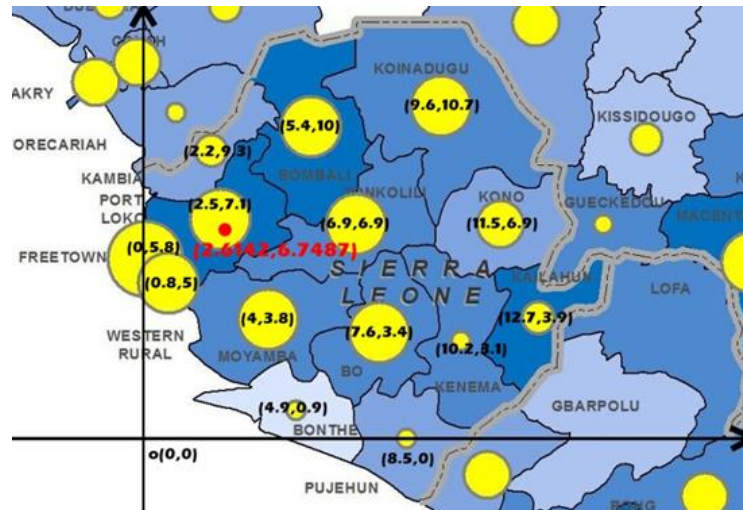 KOINADUGU
(9.6,10.7)
AKRY
KISSIDOUGO
(5.4,10)
ORECARIAH
(2.2,9.3)
BOMBALI
KAMBIA
TONKOLILI
KONO
GUECKEDOU
PORT
LOKO
(2.5,7.1)
(6.9,6.9)
(11.5,6.9)
MACENT
(0,5.8)
(2.6142,6.7487)
FREETOWN
SIERRA
LEONE
KAILAHUN
(0.8,5)
LOFA
WESTERN
RURAL
(4,3.8)
(7.6,3.4)
(12.7,3.9)
(10.2,3.1)
MOYAMBA
BO
KENEMA
(4.9,0.9)
GBARPOLU
BONTHE
o(0,0)
(8.5,0)
PUJEHUN